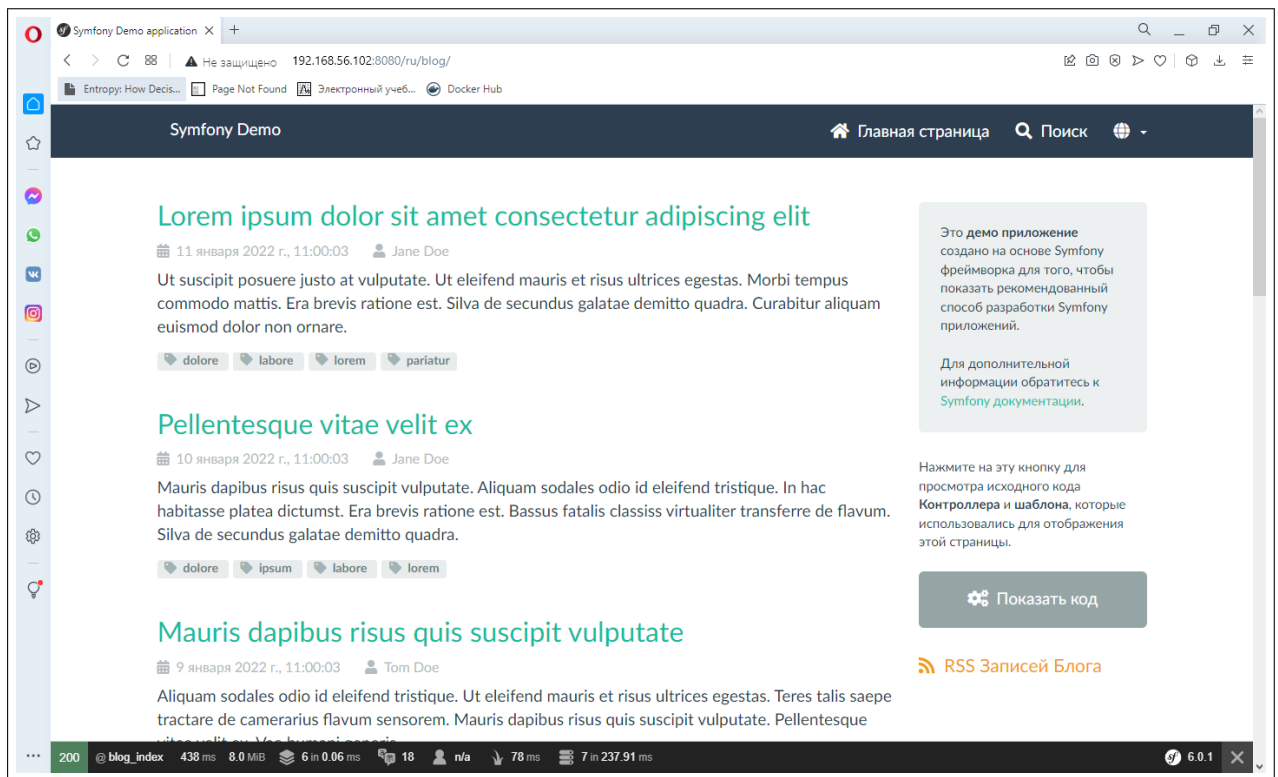 Symfony Demo application
Не защищено 192.168.56.102:8080/ru/blog/
Entropy: How Decis... Page Not Found Электронный учеб... Docker Hub
Symfony Demo
Главная страница Поиск
Lorem ipsum dolor sit amet consectetur adipiscing elit
11 января 2022 г., 11:00:03 Jane Doe
Ut suscipit posuere justo at vulputate. Ut eleifend mauris et risus ultrices egestas. Morbi tempus
commodo mattis. Era brevis ratione est. Silva de secundus galatae demitto quadra. Curabitur aliquam
euismod dolor non ornare.
dolore labore lorem pariatur
Pellentesque vitae velit ex
10 января 2022 г., 11:00:03 Jane Doe
Mauris dapibus risus quis suscipit vulputate. Aliquam sodales odio id eleifend tristique. In hac
habitasse platea dictumst. Era brevis ratione est. Bassus fatalis classiss virtualiter transferre de flavum.
Silva de secundus galatae demitto quadra.
dolore ipsum labore lorem
Mauris dapibus risus quis suscipit vulputate
9 января 2022 г., 11:00:03 Tom Doe
Aliquam sodales odio id eleifend tristique. Ut eleifend mauris et risus ultrices egestas. Teres talis saepe
tractare de camerarius flavum sensorem. Mauris dapibus risus quis suscipit vulputate. Pellentesque
Это демо приложение
создано на основе Symfony
фреймворка для того, чтобы
показать рекомендованный
способ разработки Symfony
приложений.
Для дополнительной
информации обратитесь к
Symfony документации.
Нажмите на эту кнопку для
просмотра исходного кода
Контроллера и шаблона, которые
использовались для отображения
этой страницы.
Показать код
RSS Записей Блога
200 @ blog_index 438 ms 8.0 MiB 6 in 0.06 ms 18 n/a 78 ms 7 in 237.91 ms 6.0.1